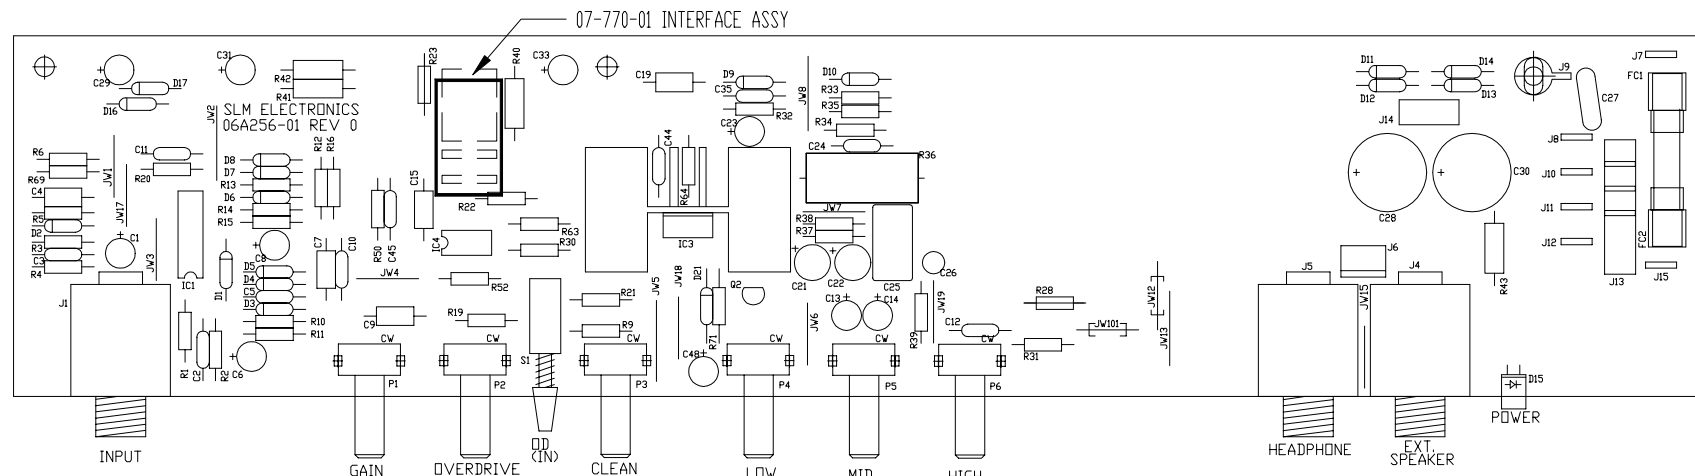 07-770-01 INTERFACE ASSY
C29
D17
D16
C31
R42
R41
JW2
SLM ELECTRONICS
06A256-01 REV 0
R23
R40
C33
C19
D9
C35
R32
C23
JW8
D10
R33
R35
R34
C24
R36
D11
D12
D14
D13
J14
J9
C27
J7
FC1
J8
J10
J11
J12
J13
J15
FC2
R6
R69
C4
R5
D2
R3
C3
R4
JW1
JW17
C1
JW3
C11
R20
IC1
D1
D8
D7
R13
D6
R14
R15
C8
D5
D4
C5
D3
R10
R11
R12
R16
C7
C10
R50
C45
C15
R22
IC4
JW4
R63
R30
R52
C44
R64
IC3
JW7
R38
R37
C21
C22
C25
C26
C28
C30
R43
J1
R1
C2
R2
C6
C9
R19
S1
R21
R9
JW5
JW18
D21
R71
C48
Q2
JW6
C13
C14
R39
JW19
C12
R28
R31
JW101
JW12
JW13
J5
JW15
J6
J4
D15
CW
P1
CW
P2
CW
P3
CW
P4
CW
P5
CW
P6
INPUT
GAIN
OVERDRIVE
OD
(IN)
CLEAN
LOW
MID
HIGH
HEADPHONE
EXT.
SPEAKER
POWER